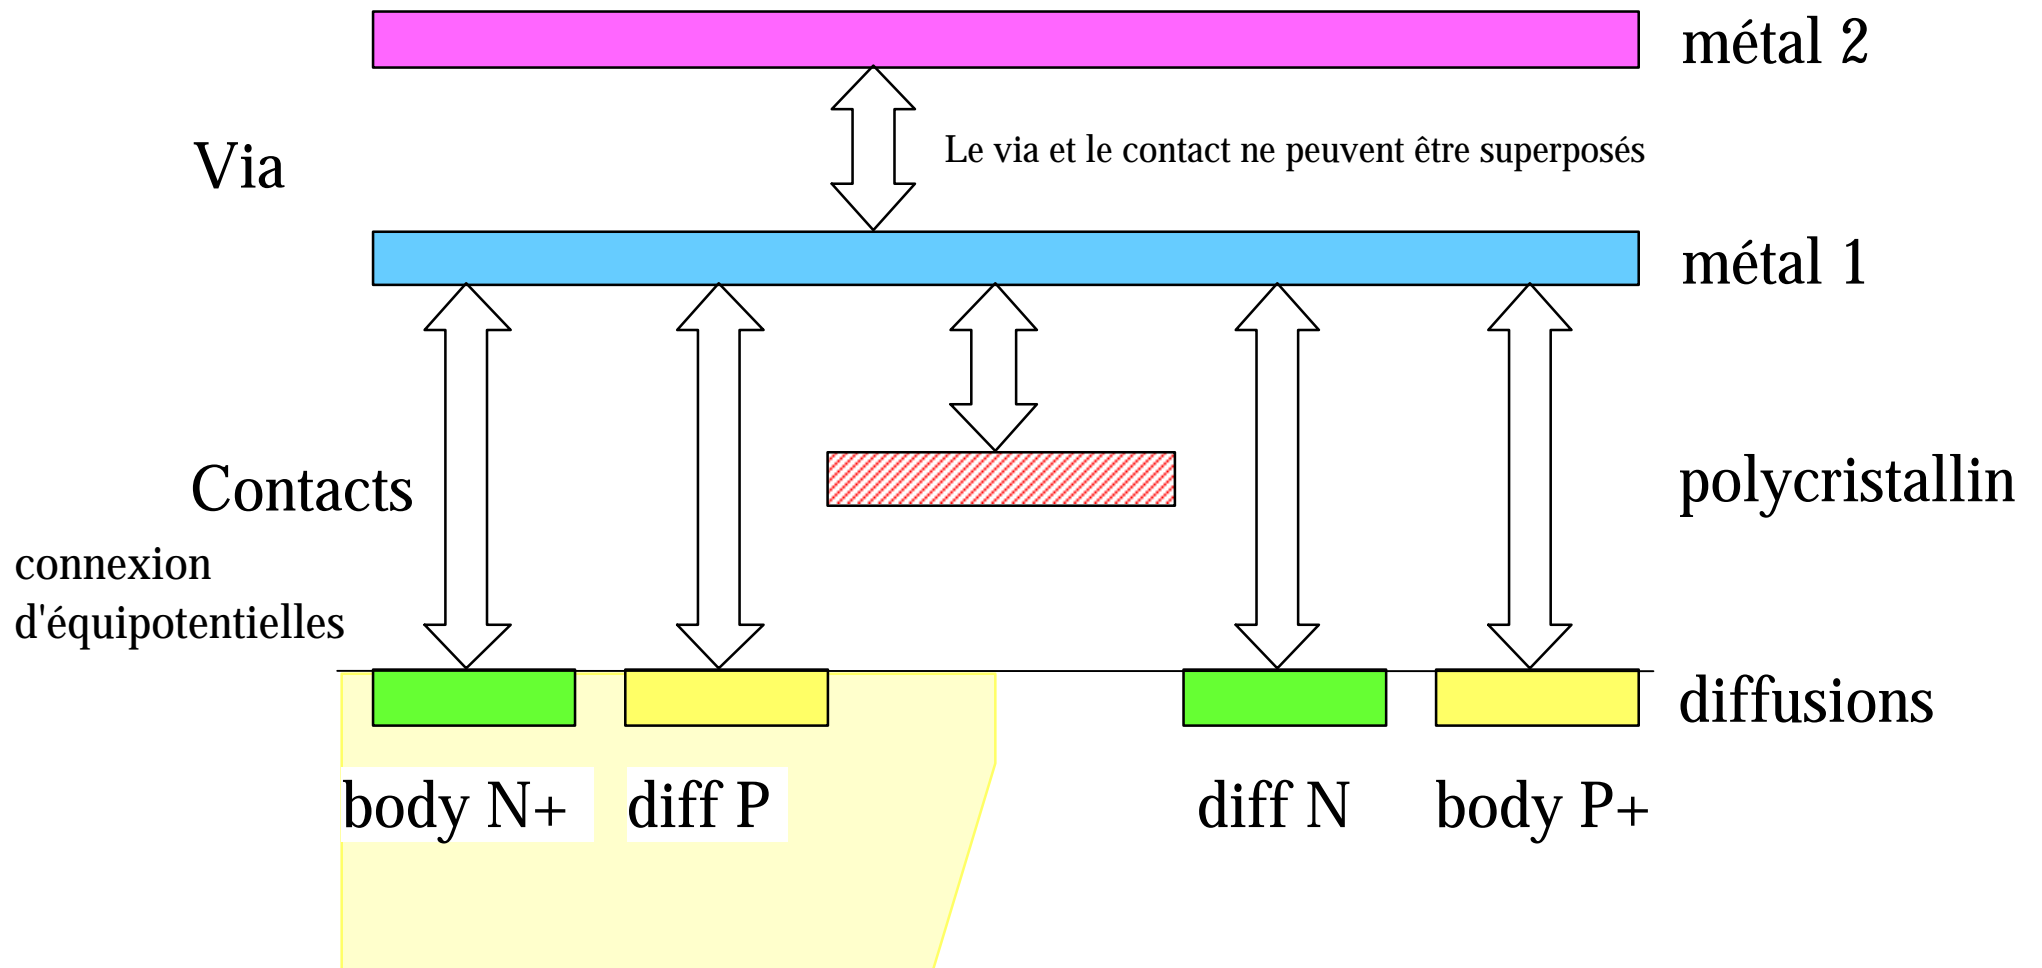 métal 2
Via
Le via et le contact ne peuvent être superposés
métal 1
Contacts
polycristallin
connexion
d'équipotentielles
diffusions
body N+
diff P
diff N
body P+